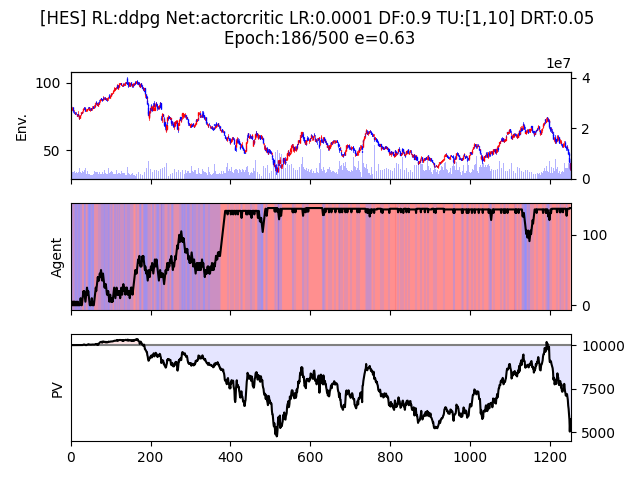 [HES] RL:ddpg Net:actorcritic LR:0.0001 DF:0.9 TU:[1,10] DRT:0.05
Epoch:186/500 e=0.63
1e7
100
50
Env.
4
2
0
Agent
100
0
PV
10000
7500
5000
0 200 400 600 800 1000 1200